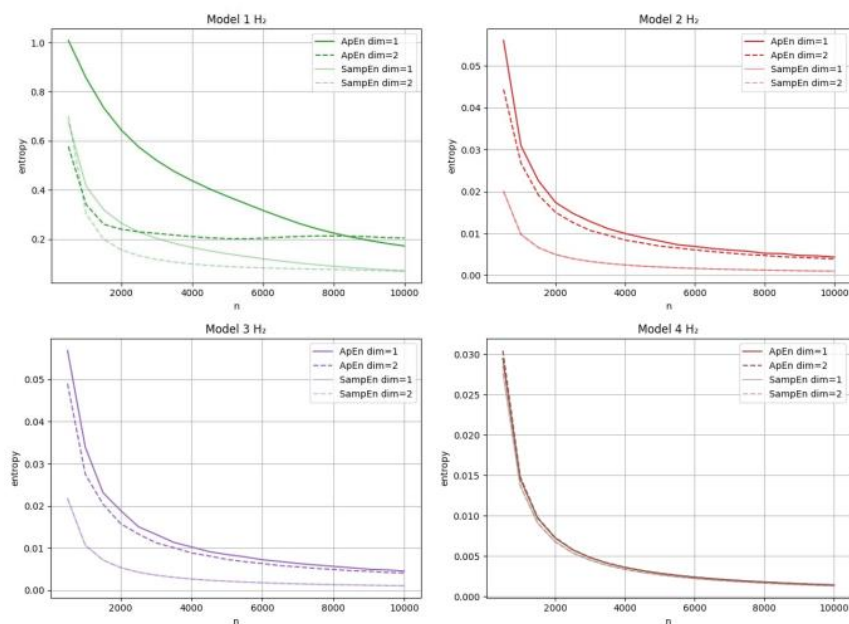 Model 1 H₂
ApEn dim=1
ApEn dim=2
SampEn dim=1
SampEn dim=2
1.0
0.8
0.6
0.4
0.2
entropy
2000 4000 6000 8000 10000
n
Model 2 H₂
ApEn dim=1
ApEn dim=2
SampEn dim=1
SampEn dim=2
0.05
0.04
0.03
0.02
0.01
0.00
entropy
2000 4000 6000 8000 10000
n
Model 3 H₂
ApEn dim=1
ApEn dim=2
SampEn dim=1
SampEn dim=2
0.05
0.04
0.03
0.02
0.01
0.00
entropy
2000 4000 6000 8000 10000
n
Model 4 H₂
ApEn dim=1
ApEn dim=2
SampEn dim=1
SampEn dim=2
0.030
0.025
0.020
0.015
0.010
0.005
0.000
entropy
2000 4000 6000 8000 10000
n